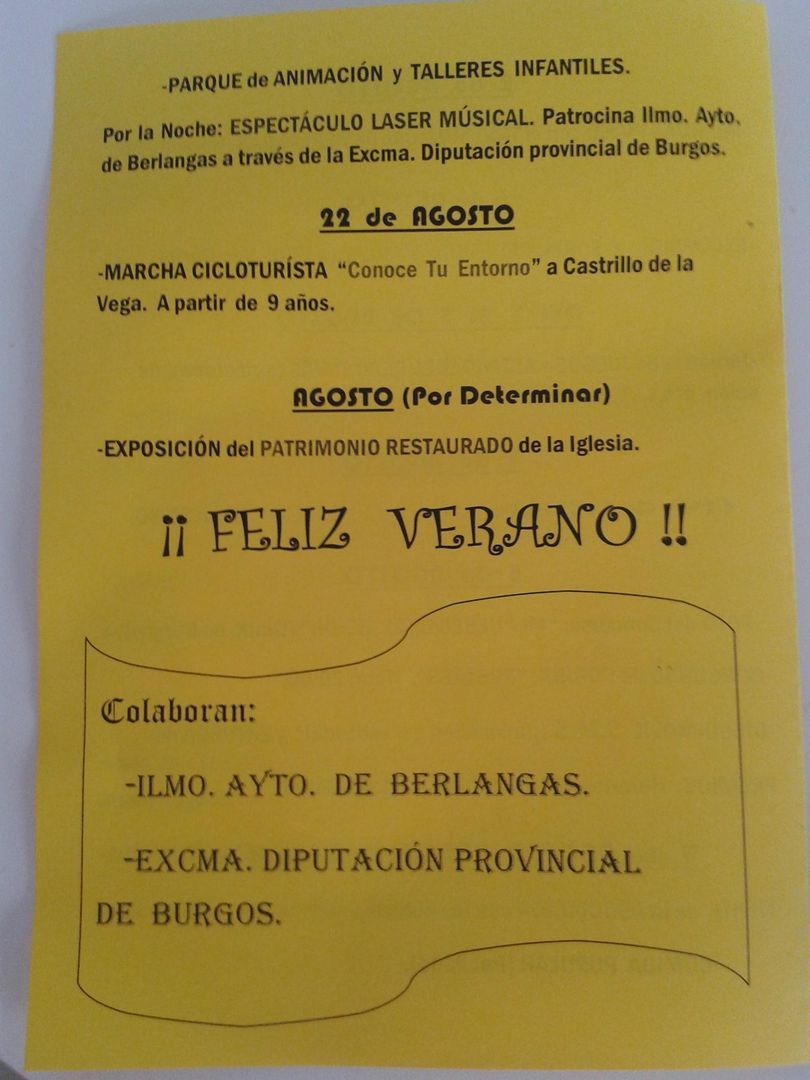 -PARQUE de ANIMACIÓN y TALLERES INFANTILES.
Por la Noche: ESPECTÁCULO LASER MÚSICAL. Patrocina Ilmo. Ayto.
de Berlangas a través de la Excma. Diputación provincial de Burgos.
22 de AGOSTO
-MARCHA CICLOTURÍSTA “Conoce Tu Entorno” a Castrillo de la
Vega. A partir de 9 años.
AGOSTO (Por Determinar)
-EXPOSICIÓN del PATRIMONIO RESTAURADO de la Iglesia.
¡¡ FELIZ VERANO !!
Colaboran:
-ILMO. AYTO. DE BERLANGAS.
-EXCMA. DIPUTACIÓN PROVINCIAL
DE BURGOS.